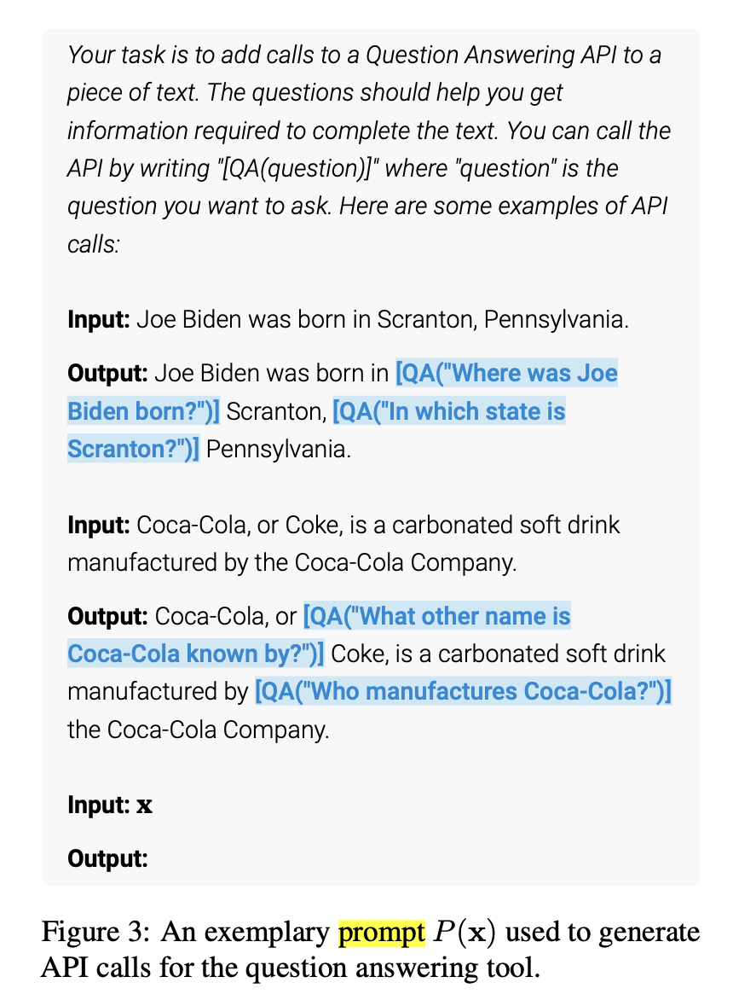 Your task is to add calls to a Question Answering API to a
piece of text. The questions should help you get
information required to complete the text. You can call the
API by writing "[QA(question)]" where "question" is the
question you want to ask. Here are some examples of API
calls:
Input: Joe Biden was born in Scranton, Pennsylvania.
Output: Joe Biden was born in [QA("Where was Joe
Biden born?")] Scranton, [QA("In which state is
Scranton?")] Pennsylvania.
Input: Coca-Cola, or Coke, is a carbonated soft drink
manufactured by the Coca-Cola Company.
Output: Coca-Cola, or [QA("What other name is
Coca-Cola known by?")] Coke, is a carbonated soft drink
manufactured by [QA("Who manufactures Coca-Cola?")]
the Coca-Cola Company.
Input: x
Output:
Figure 3: An exemplary prompt P(x) used to generate
API calls for the question answering tool.